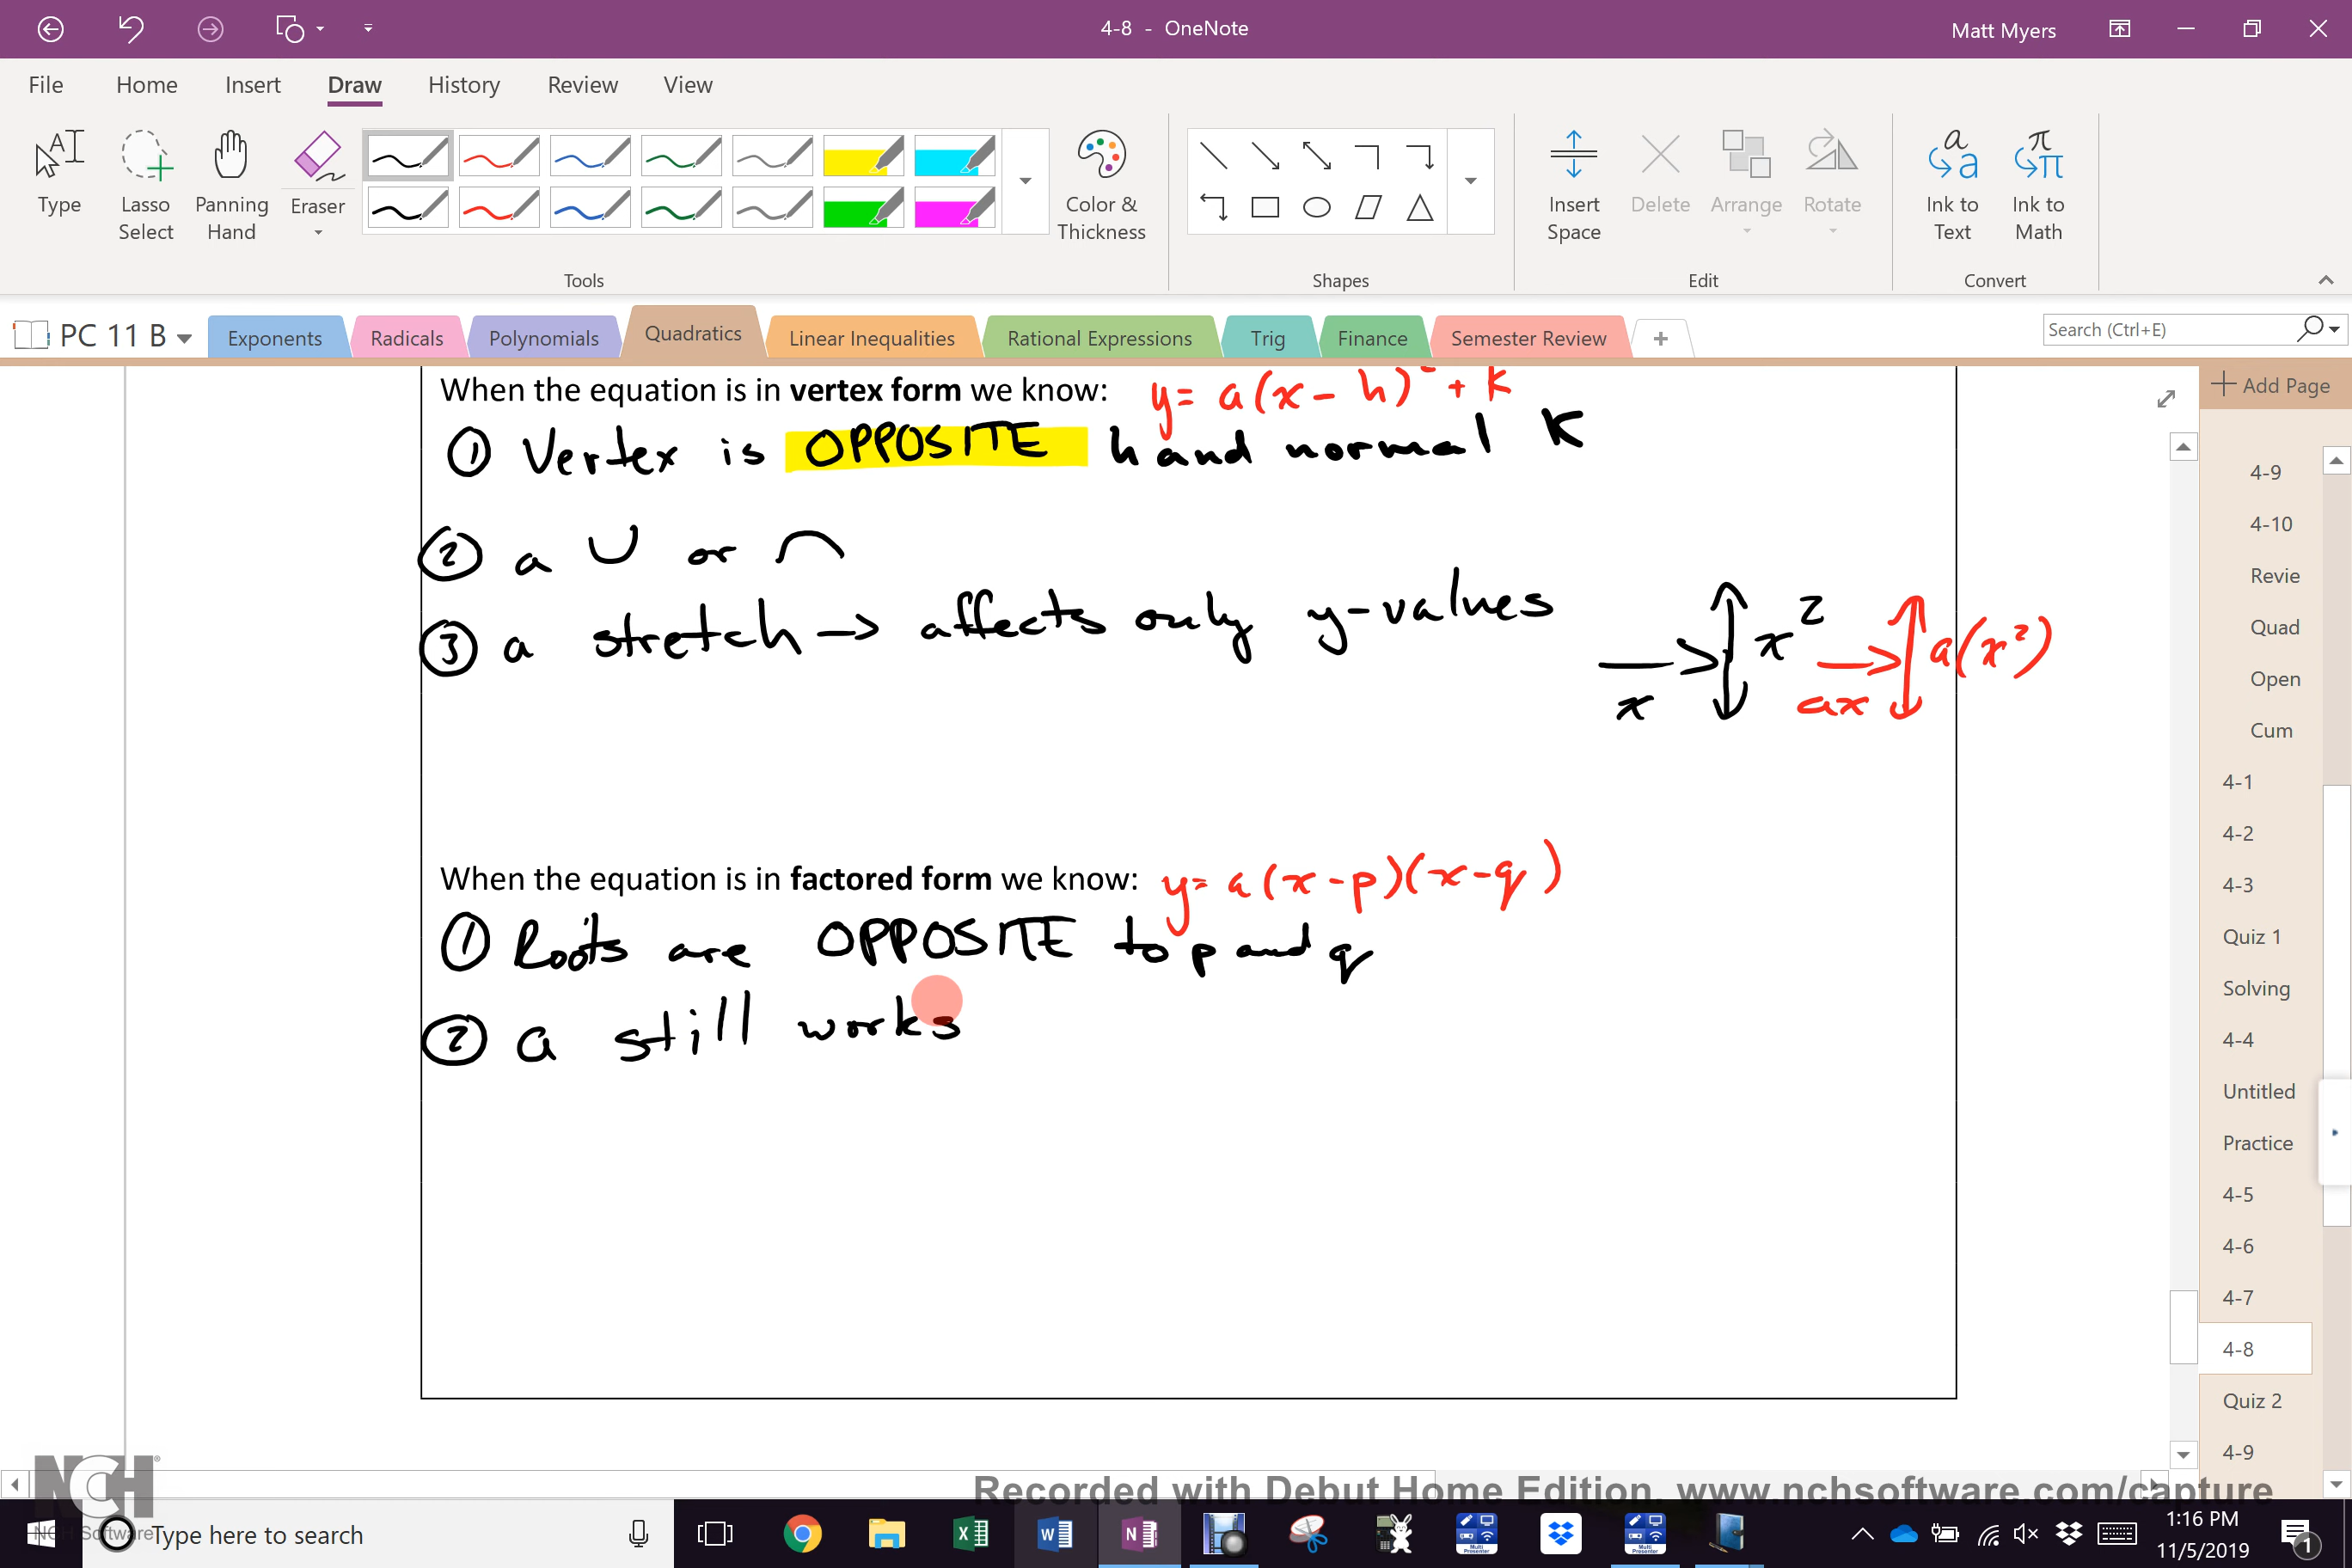 4-8 - OneNote
Matt Myers
File Home Insert Draw History Review View
Type
Lasso Select
Panning Hand
Eraser
Color & Thickness
Insert Space
Delete
Arrange
Rotate
Ink to Text
Ink to Math
Tools
Shapes
Edit
Convert
PC 11 B
Exponents Radicals Polynomials Quadratics Linear Inequalities Rational Expressions Trig Finance Semester Review +
Search (Ctrl+E)
When the equation is in vertex form we know: y = a(x - h)² + k
① Vertex is OPPOSITE h and normal k
② a ∪ or ∩
③ a stretch → affects only y-values
x x² ax a(x²)
When the equation is in factored form we know: y = a(x-p)(x-q)
① Roots are OPPOSITE to p and q
② a still works
Add Page
4-9
4-10
Revie
Quad
Open
Cum
4-1
4-2
4-3
Quiz 1
Solving
4-4
Untitled
Practice
4-5
4-6
4-7
4-8
Quiz 2
4-9
NCH®
NCH Software
Recorded with Debut Home Edition. www.nchsoftware.com/capture
Type here to search
1:16 PM
11/5/2019
1